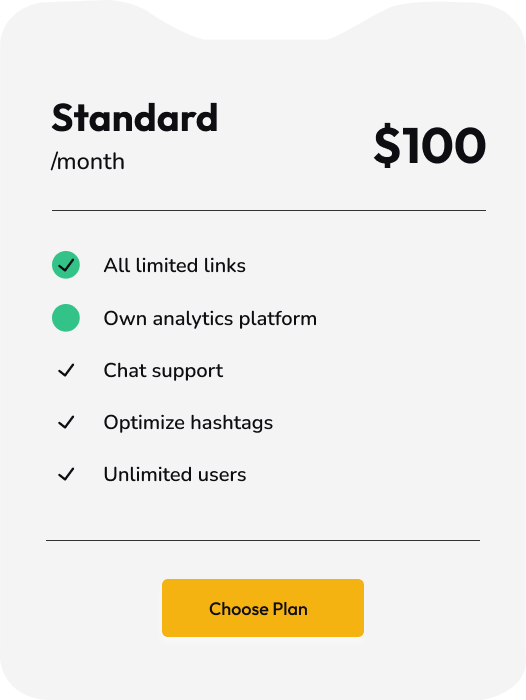 Standard
/month
$100
All limited links
Own analytics platform
Chat support
Optimize hashtags
Unlimited users
Choose Plan